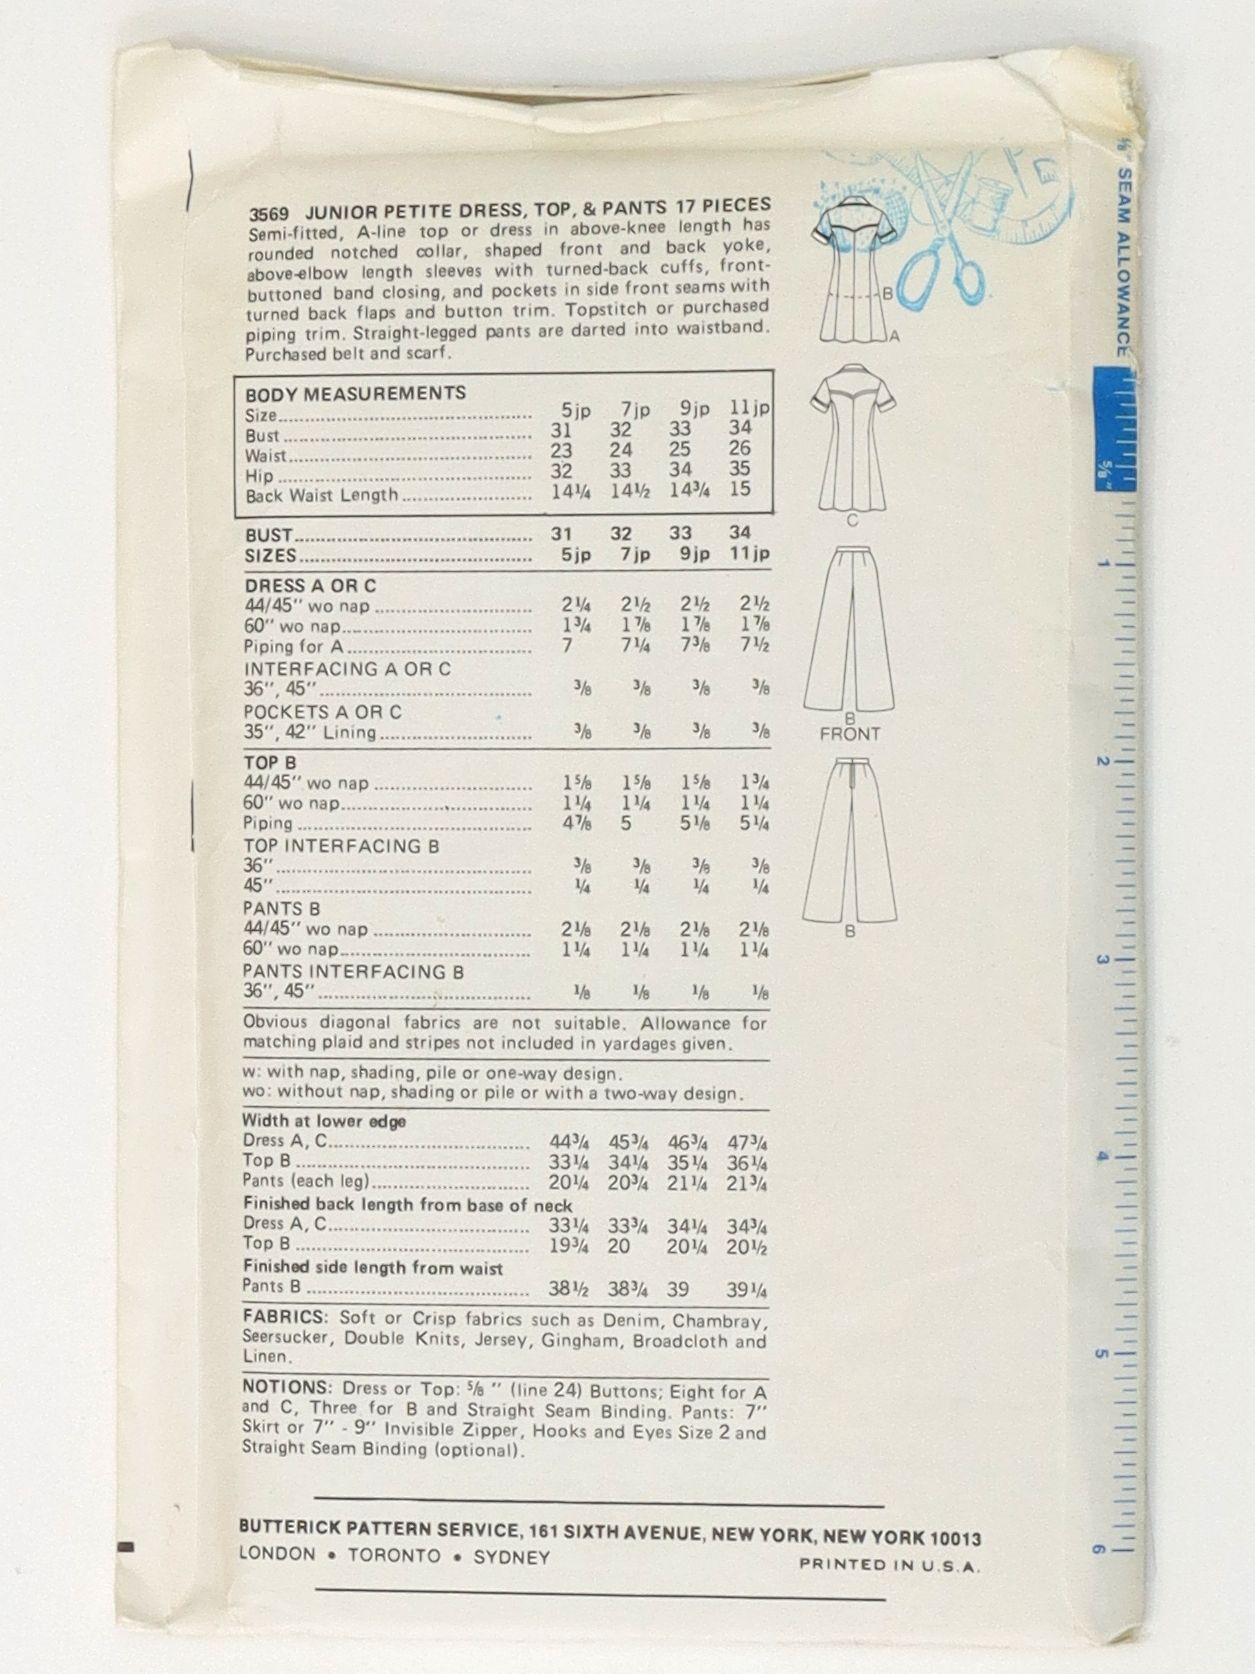 3569 JUNIOR PETITE DRESS, TOP, & PANTS 17 PIECES
Semi-fitted, A-line top or dress in above-knee length has
rounded notched collar, shaped front and back yoke,
above-elbow length sleeves with turned-back cuffs, front-
buttoned band closing, and pockets in side front seams with
turned back flaps and button trim. Topstitch or purchased
piping trim. Straight-legged pants are darted into waistband.
Purchased belt and scarf.
BODY MEASUREMENTS
Size 5jp 7jp 9jp 11jp
Bust 31 32 33 34
Waist 23 24 25 26
Hip 32 33 34 35
Back Waist Length 14¼ 14½ 14¾ 15
BUST 31 32 33 34
SIZES 5jp 7jp 9jp 11jp
DRESS A OR C
44/45" wo nap 2¼ 2½ 2½ 2½
60" wo nap 1¾ 1⅞ 1⅞ 1⅞
Piping for A 7 7¼ 7⅜ 7½
INTERFACING A OR C
36", 45" ⅜ ⅜ ⅜ ⅜
POCKETS A OR C
35", 42" Lining ⅜ ⅜ ⅜ ⅜
TOP B
44/45" wo nap 1⅝ 1⅝ 1⅝ 1¾
60" wo nap 1¼ 1¼ 1¼ 1¼
Piping 4⅞ 5 5⅛ 5¼
TOP INTERFACING B
36" ⅜ ⅜ ⅜ ⅜
45" ¼ ¼ ¼ ¼
PANTS B
44/45" wo nap 2⅛ 2⅛ 2⅛ 2⅛
60" wo nap 1¼ 1¼ 1¼ 1¼
PANTS INTERFACING B
36", 45" ⅛ ⅛ ⅛ ⅛
Obvious diagonal fabrics are not suitable. Allowance for
matching plaid and stripes not included in yardages given.
w: with nap, shading, pile or one-way design.
wo: without nap, shading or pile or with a two-way design.
Width at lower edge
Dress A, C 44¾ 45¾ 46¾ 47¾
Top B 33¼ 34¼ 35¼ 36¼
Pants (each leg) 20¼ 20¾ 21¼ 21¾
Finished back length from base of neck
Dress A, C 33¼ 33¾ 34¼ 34¾
Top B 19¾ 20 20¼ 20½
Finished side length from waist
Pants B 38½ 38¾ 39 39¼
FABRICS: Soft or Crisp fabrics such as Denim, Chambray,
Seersucker, Double Knits, Jersey, Gingham, Broadcloth and
Linen.
NOTIONS: Dress or Top: ⅝ " (line 24) Buttons; Eight for A
and C, Three for B and Straight Seam Binding. Pants: 7"
Skirt or 7" - 9" Invisible Zipper, Hooks and Eyes Size 2 and
Straight Seam Binding (optional).
BUTTERICK PATTERN SERVICE, 161 SIXTH AVENUE, NEW YORK, NEW YORK 10013
LONDON • TORONTO • SYDNEY
PRINTED IN U.S.A.
B
A
C
B
FRONT
B
⅝" SEAM ALLOWANCE
⅝"
1
2
3
4
5
6